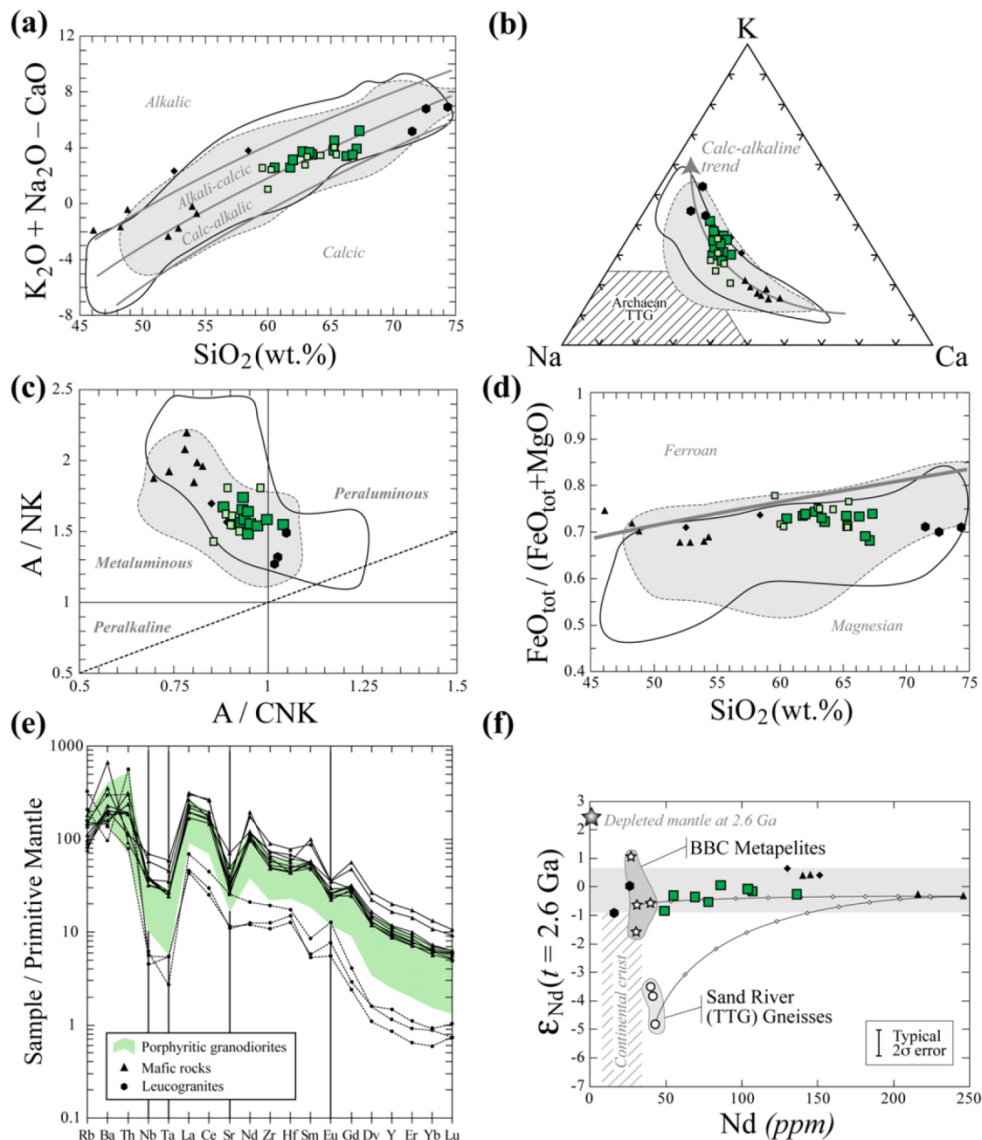 (a)
K2O + Na2O – CaO
12
8
4
0
-4
-8
Alkalic
Alkali-calcic
Calc-alkalic
Calcic
45 50 55 60 65 70 75
SiO2 (wt.%)
(b)
K
Calc-alkaline
trend
Archaean
TTG
Na
Ca
(c)
A / NK
2.5
2
1.5
1
0.5
Peraluminous
Metaluminous
Peralkaline
0.5 0.75 1 1.25 1.5
A / CNK
(d)
FeOtot / (FeOtot+MgO)
1
0.9
0.8
0.7
0.6
0.5
0.4
Ferroan
Magnesian
45 50 55 60 65 70 75
SiO2 (wt.%)
(e)
Sample / Primitive Mantle
1000
100
10
1
0.1
Porphyritic granodiorites
Mafic rocks
Leucogranites
Rb Ba Th Nb Ta La Ce Sr Nd Zr Hf Sm Eu Gd Dy Y Er Yb Lu
(f)
εNd(t = 2.6 Ga)
3
2
1
0
-1
-2
-3
-4
-5
-6
-7
Depleted mantle at 2.6 Ga
BBC Metapelites
Continental crust
Sand River
(TTG) Gneisses
Typical
2σ error
0 50 100 150 200 250
Nd (ppm)